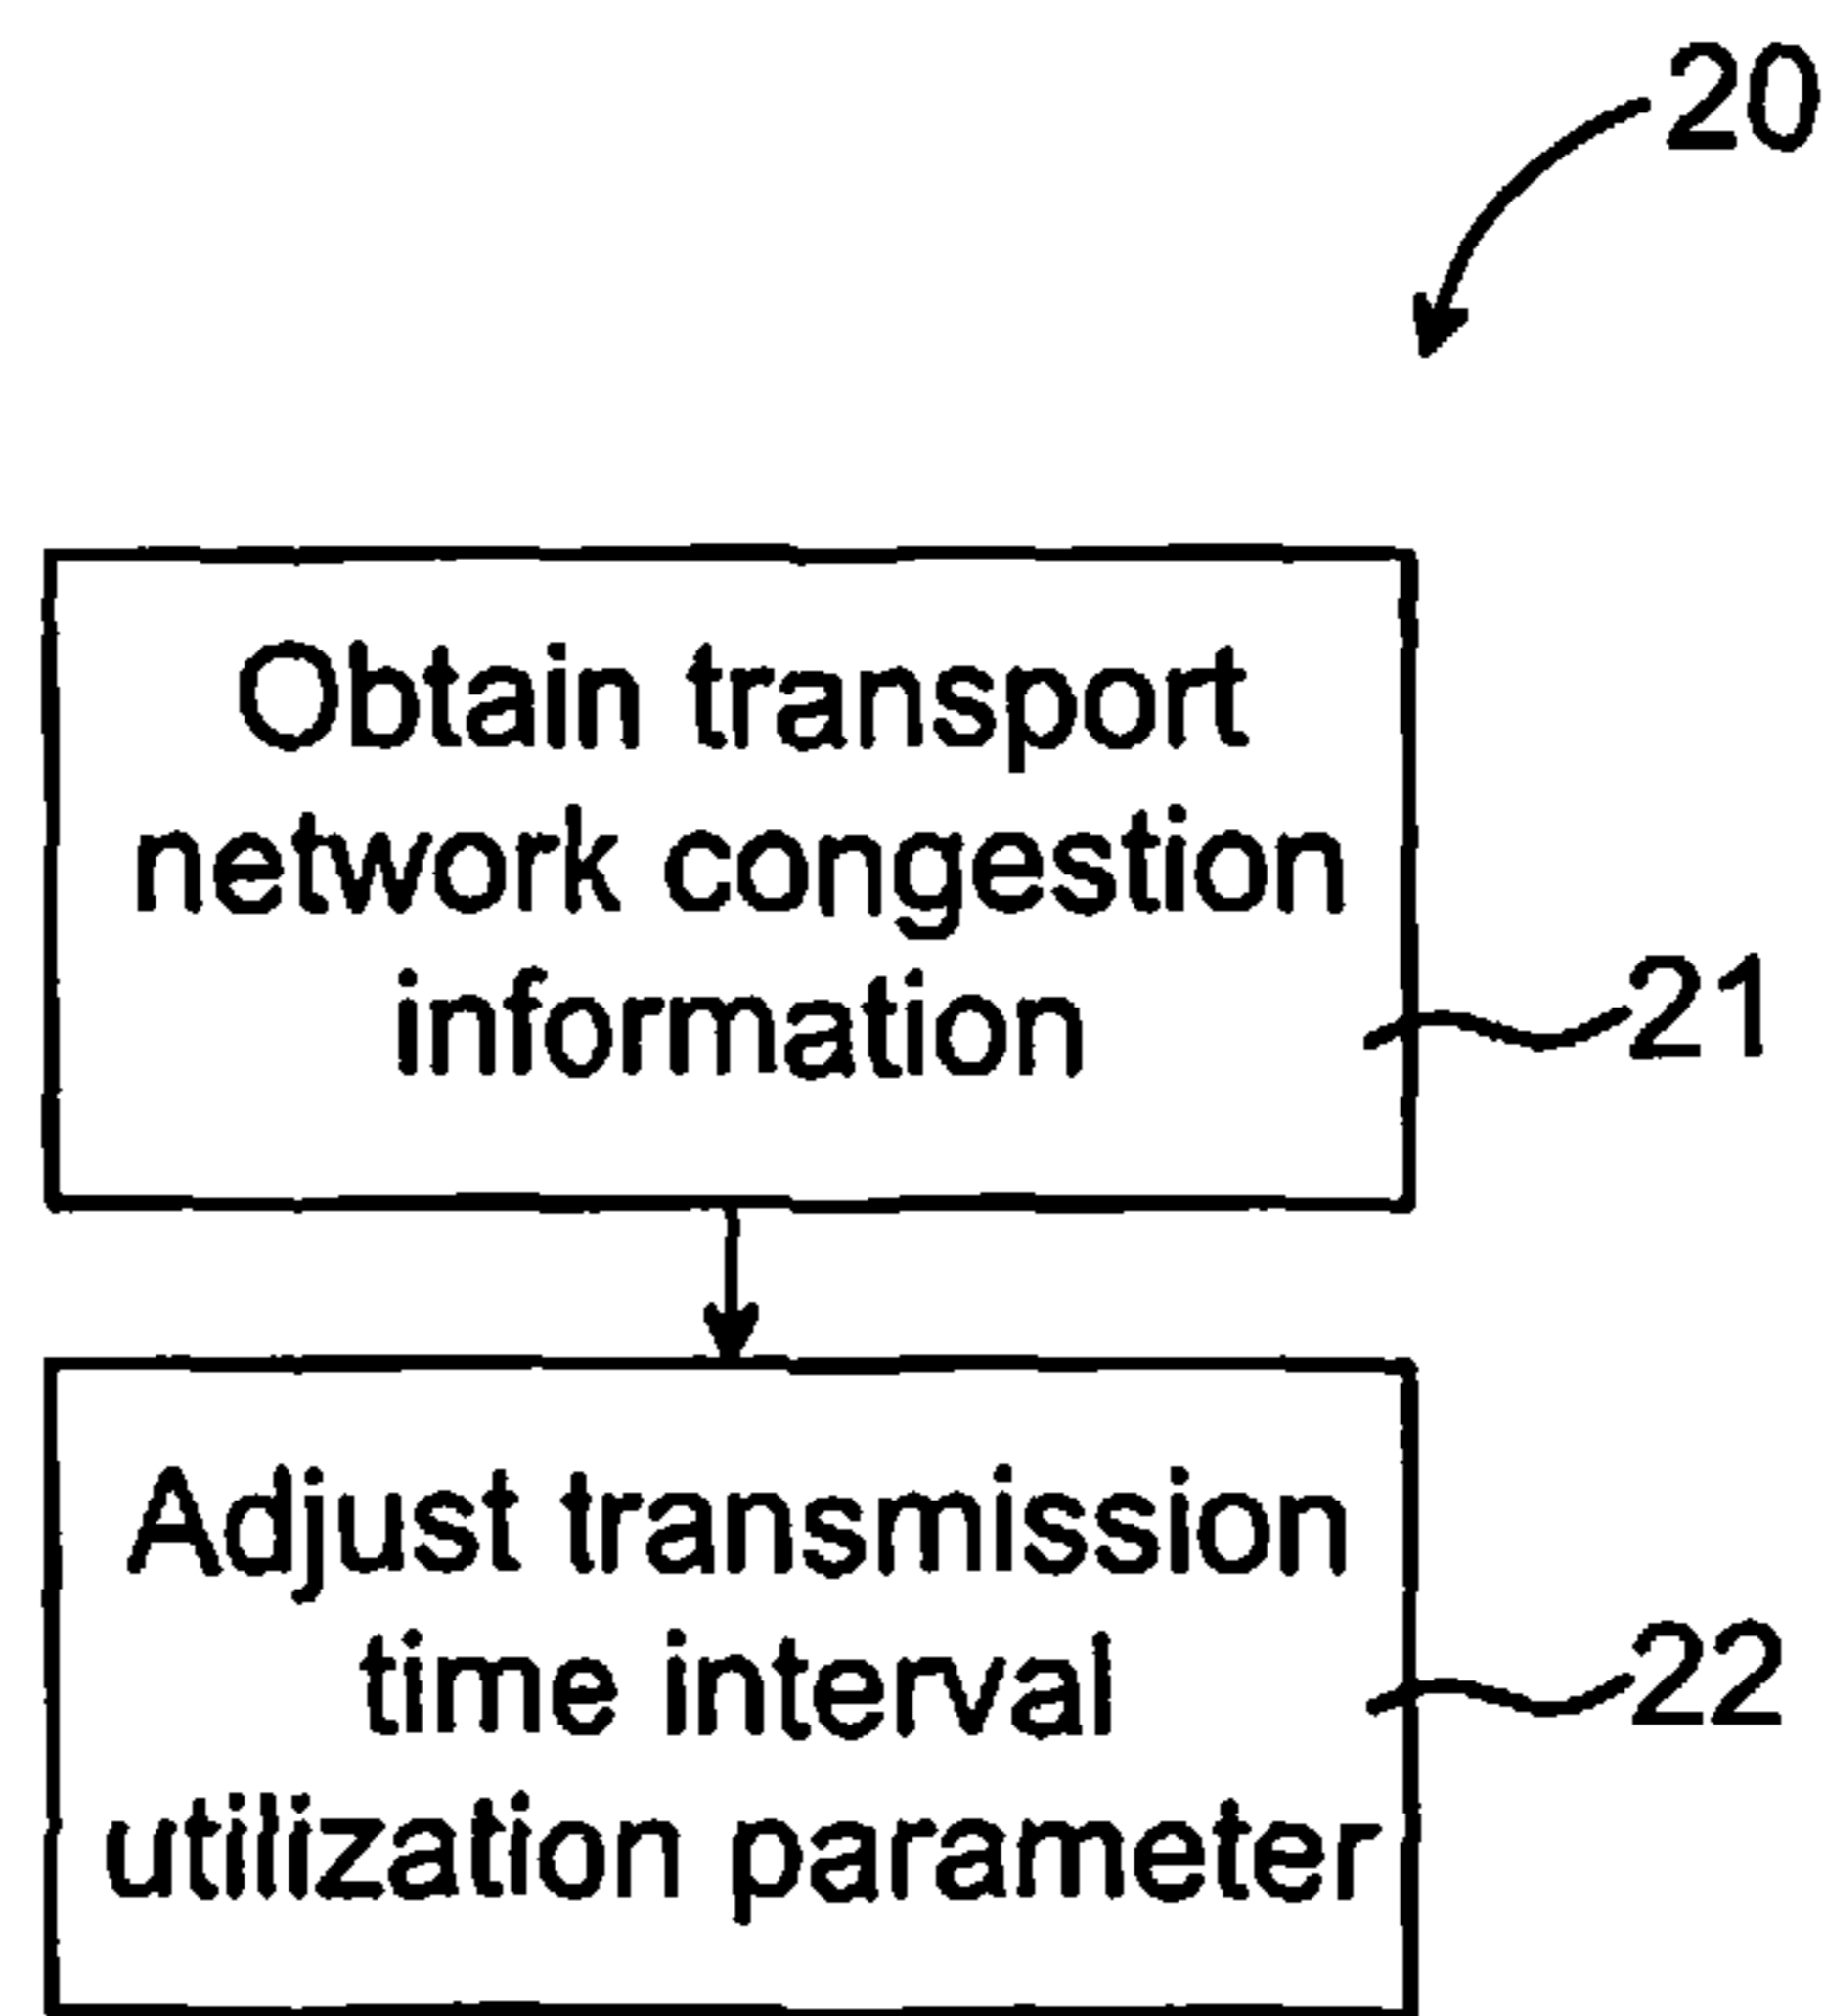 20
Obtain transport
network congestion
information
21
Adjust transmission
time interval
utilization parameter
22